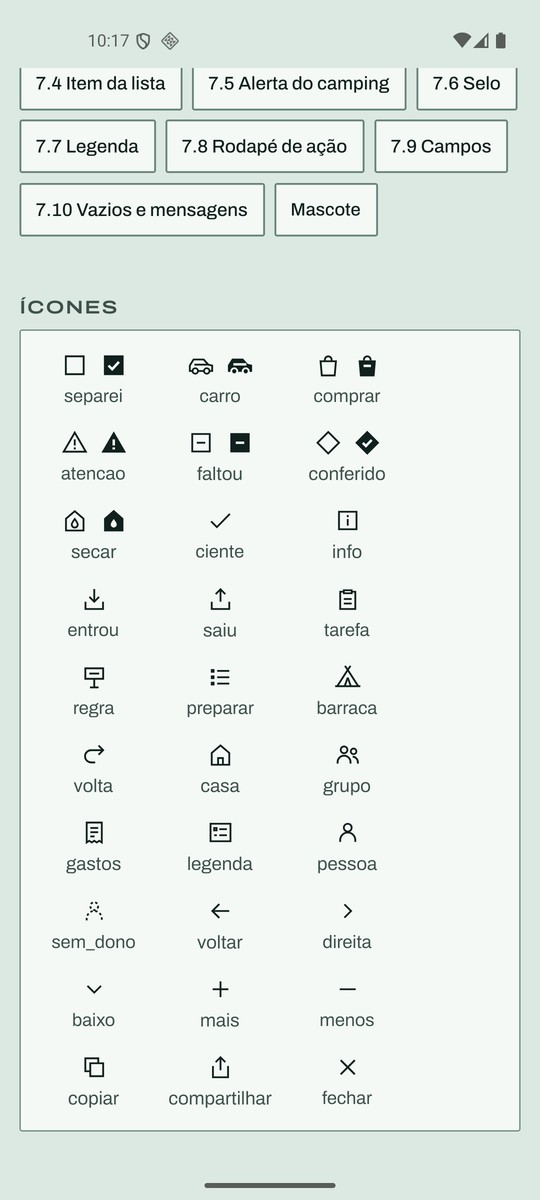 10:17
7.4 Item da lista
7.5 Alerta do camping
7.6 Selo
7.7 Legenda
7.8 Rodapé de ação
7.9 Campos
7.10 Vazios e mensagens
Mascote
ÍCONES
separei
carro
comprar
atencao
faltou
conferido
secar
ciente
info
entrou
saiu
tarefa
regra
preparar
barraca
volta
casa
grupo
gastos
legenda
pessoa
sem_dono
voltar
direita
baixo
mais
menos
copiar
compartilhar
fechar